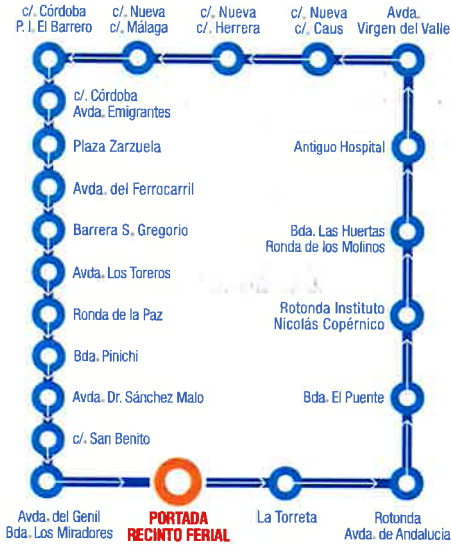 c/. Córdoba
P. I. El Barrero
c/. Nueva
c/. Málaga
c/. Nueva
c/. Herrera
c/. Nueva
c/. Caus
Avda.
Virgen del Valle
c/. Córdoba
Avda. Emigrantes
Plaza Zarzuela
Antiguo Hospital
Avda. del Ferrocarril
Barrera S. Gregorio
Bda. Las Huertas
Ronda de los Molinos
Avda. Los Toreros
Ronda de la Paz
Rotonda Instituto
Nicolás Copérnico
Bda. Pinichi
Avda. Dr. Sánchez Malo
Bda. El Puente
c/. San Benito
Avda. del Genil
Bda. Los Miradores
PORTADA
RECINTO FERIAL
La Torreta
Rotonda
Avda. de Andalucia